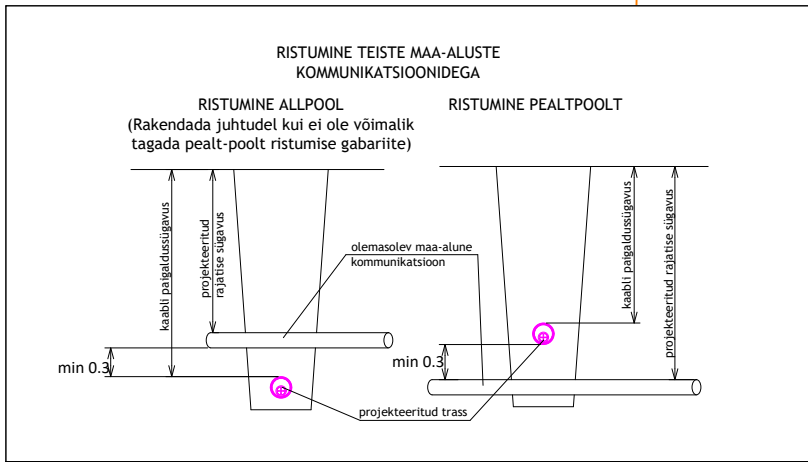 RISTUMINE TEISTE MAA-ALUSTE
KOMMUNIKATSIOONIDEGA
RISTUMINE ALLPOOL
(Rakendada juhtudel kui ei ole võimalik
tagada pealt-poolt ristumise gabariite)
RISTUMINE PEALTPOOLT
kaabli paigaldussügavus
projekteeritud
rajatise sügavus
olemasolev maa-alune
kommunikatsioon
kaabli paigaldussügavus
projekteeritud rajatise sügavus
min 0.3
min 0.3
projekteeritud trass